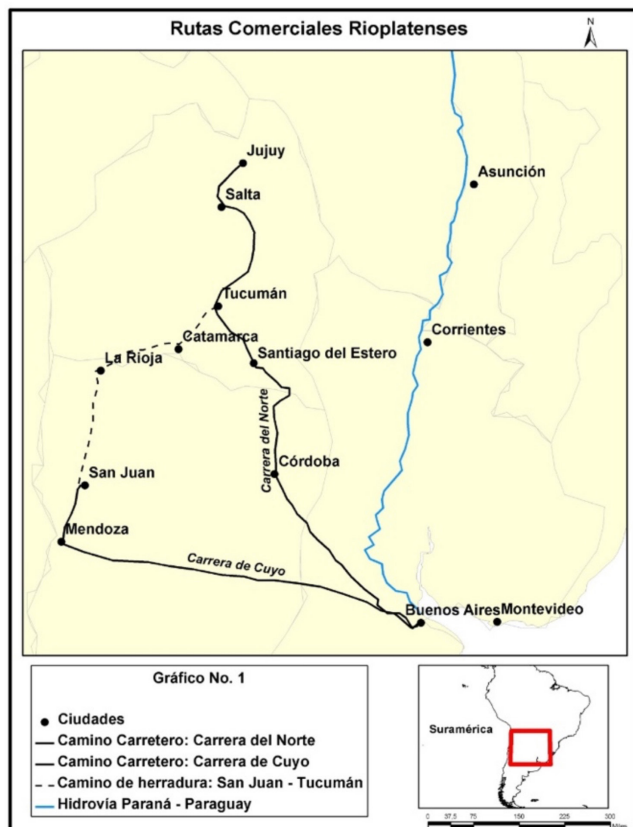 Rutas Comerciales Rioplatenses
N
Jujuy
Asunción
Salta
Tucumán
Catamarca
Corrientes
Santiago del Estero
La Rioja
Carrera del Norte
Córdoba
San Juan
Mendoza
Carrera de Cuyo
Buenos Aires
Montevideo
Gráfico No. 1
Ciudades
Camino Carretero: Carrera del Norte
Camino Carretero: Carrera de Cuyo
Camino de herradura: San Juan - Tucumán
Hidrovía Paraná - Paraguay
Suramérica
0 37.5 75 150 225 300